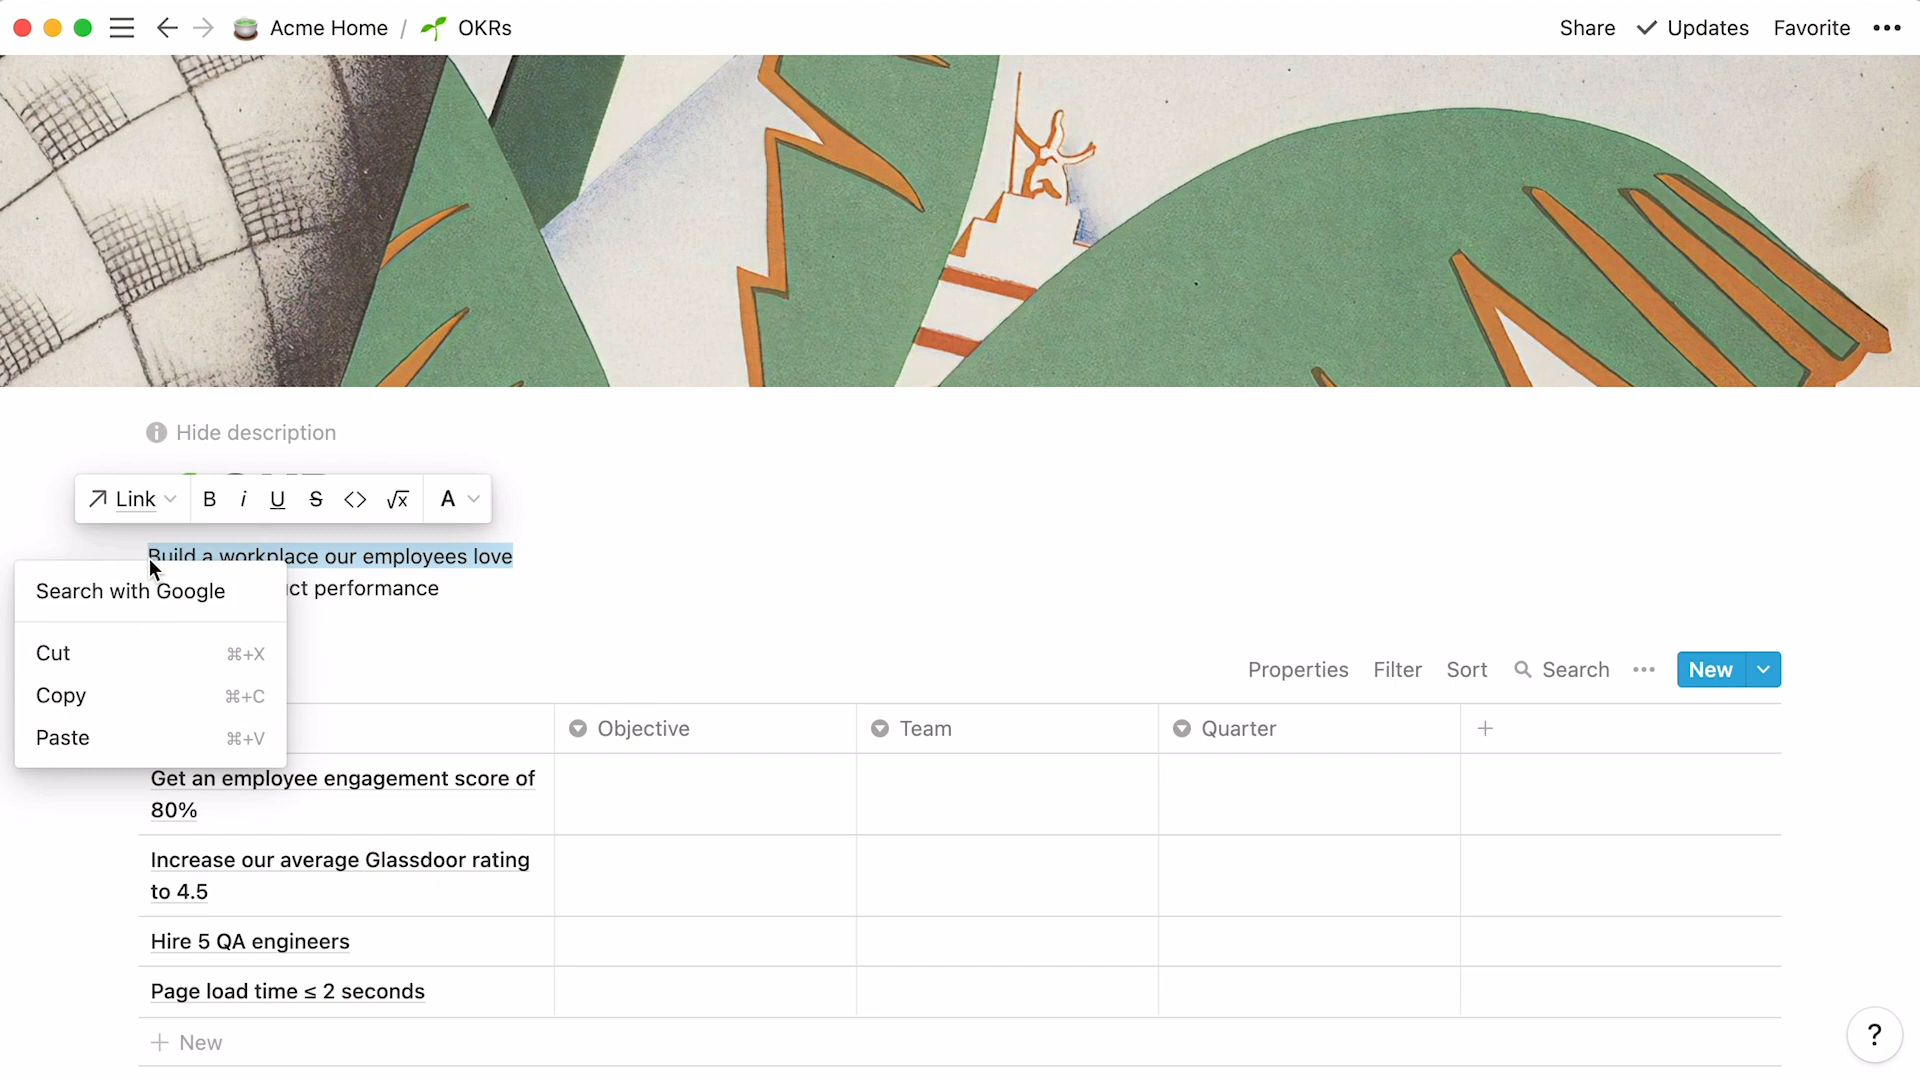 Acme Home / OKRs
Share Updates Favorite •••
Hide description
Link B i U S <> √x A
Build a workplace our employees love
ct performance
Search with Google
Cut ⌘+X
Copy ⌘+C
Paste ⌘+V
Properties Filter Sort Search ••• New
Objective Team Quarter +
Get an employee engagement score of
80%
Increase our average Glassdoor rating
to 4.5
Hire 5 QA engineers
Page load time ≤ 2 seconds
+ New
?